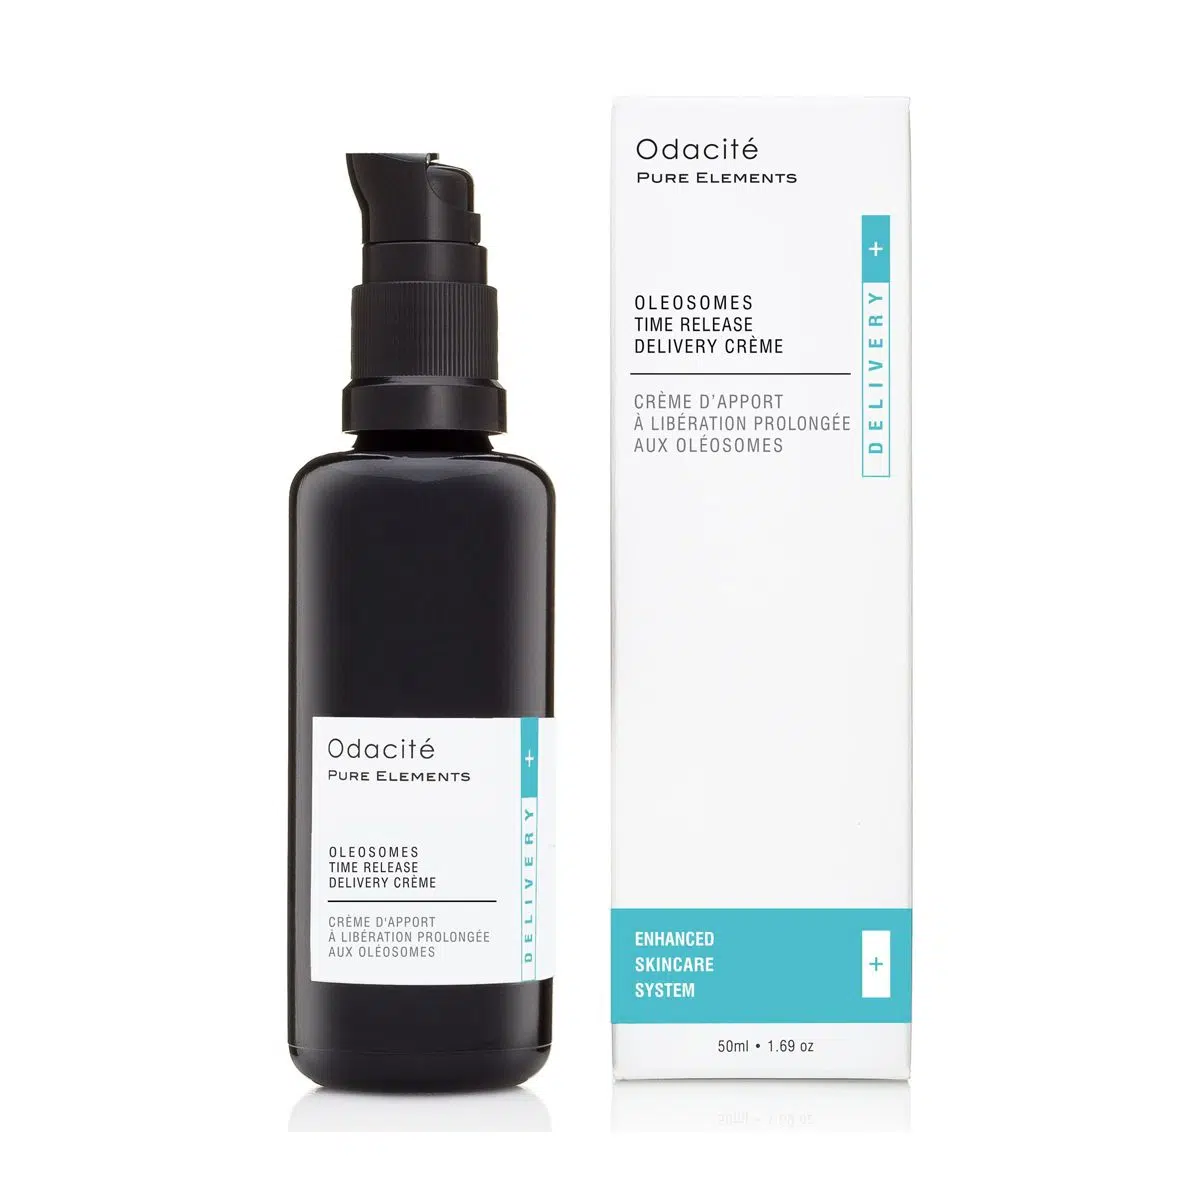 Odacité
PURE ELEMENTS
OLEOSOMES
TIME RELEASE
DELIVERY CRÈME
CRÈME D'APPORT
À LIBÉRATION PROLONGÉE
AUX OLÉOSOMES
+
DELIVERY
Odacité
PURE ELEMENTS
OLEOSOMES
TIME RELEASE
DELIVERY CRÈME
CRÈME D’APPORT
À LIBÉRATION PROLONGÉE
AUX OLÉOSOMES
+
DELIVERY
ENHANCED
SKINCARE
SYSTEM
+
50ml • 1.69 oz